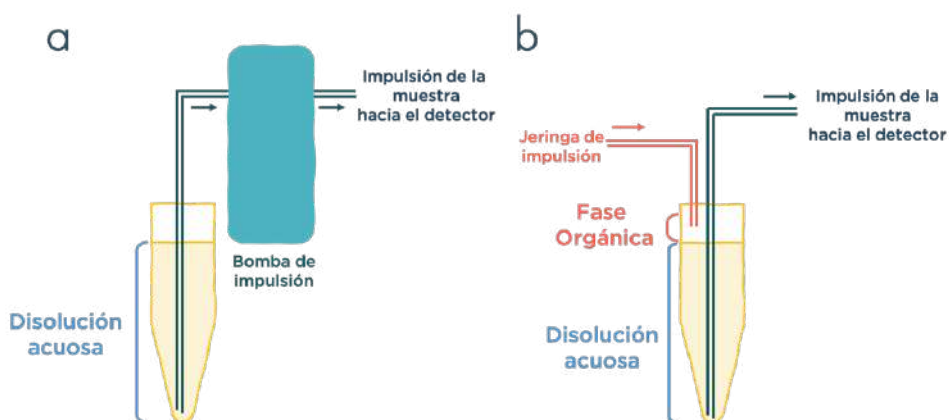 a
Impulsión de la
muestra
hacia el detector
Bomba de
impulsión
Disolución
acuosa
b
Impulsión de la
muestra
hacia el detector
Jeringa de
impulsión
Fase
Orgánica
Disolución
acuosa